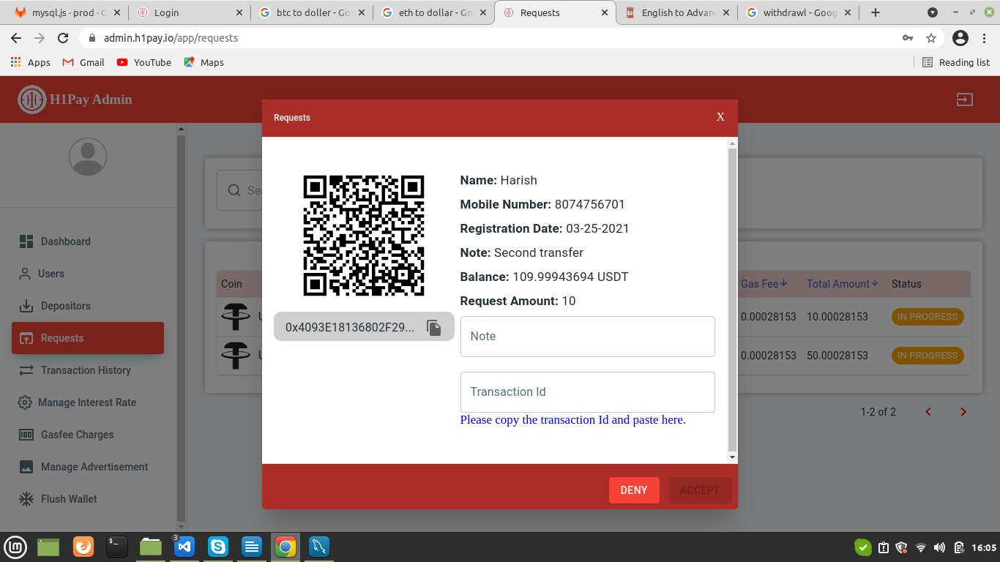 mysql.js · prod · C
Login
btc to doller - Goo
eth to dollar - Go
Requests
English to Advanc
withdrawl - Goog
admin.h1pay.io/app/requests
Apps
Gmail
YouTube
Maps
Reading list
H1Pay Admin
Requests
X
Name: Harish
Mobile Number: 8074756701
Registration Date: 03-25-2021
Note: Second transfer
Balance: 109.99943694 USDT
Request Amount: 10
0x4093E18136802F29...
Note
Transaction Id
Please copy the transaction Id and paste here.
DENY
ACCEPT
Dashboard
Users
Depositors
Requests
Transaction History
Manage Interest Rate
Gasfee Charges
Manage Advertisement
Flush Wallet
Coin
Gas Fee Total Amount Status
0.00028153 10.00028153 IN PROGRESS
0.00028153 50.00028153 IN PROGRESS
1-2 of 2
3
16:05